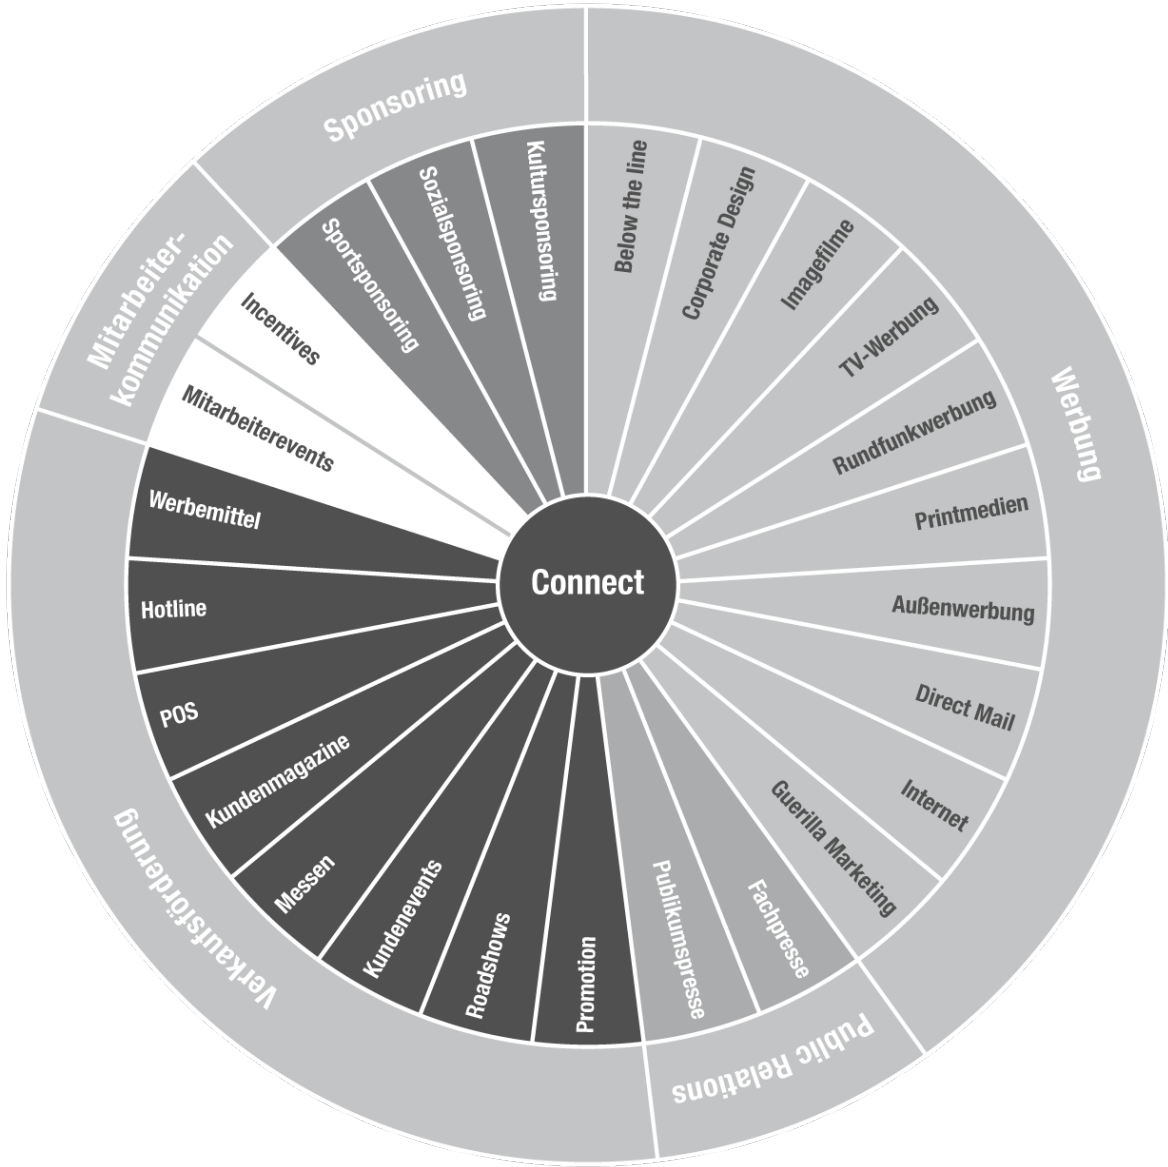 Sponsoring
Mitarbeiter-
kommunikation
Verkaufsförderung
Public Relations
Werbung
Connect
Below the line
Corporate Design
Imagefilme
TV-Werbung
Rundfunkwerbung
Printmedien
Außenwerbung
Direct Mail
Internet
Guerilla Marketing
Fachpresse
Publikumspresse
Promotion
Roadshows
Kundenevents
Messen
Kundenmagazine
POS
Hotline
Werbemittel
Mitarbeiterevents
Incentives
Sportsponsoring
Sozialsponsoring
Kultursponsoring